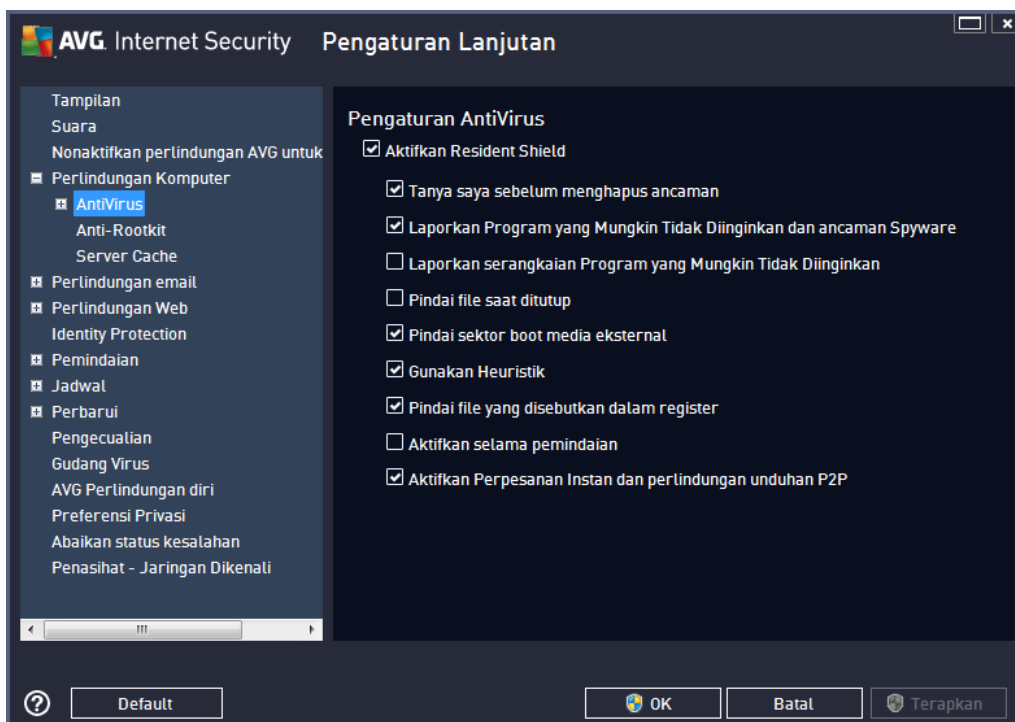 AVG. Internet Security Pengaturan Lanjutan
Tampilan
Suara
Nonaktifkan perlindungan AVG untuk
Perlindungan Komputer
AntiVirus
Anti-Rootkit
Server Cache
Perlindungan email
Perlindungan Web
Identity Protection
Pemindaian
Jadwal
Perbarui
Pengecualian
Gudang Virus
AVG Perlindungan diri
Preferensi Privasi
Abaikan status kesalahan
Penasihat - Jaringan Dikenali
Pengaturan AntiVirus
Aktifkan Resident Shield
Tanya saya sebelum menghapus ancaman
Laporkan Program yang Mungkin Tidak Diinginkan dan ancaman Spyware
Laporkan serangkaian Program yang Mungkin Tidak Diinginkan
Pindai file saat ditutup
Pindai sektor boot media eksternal
Gunakan Heuristik
Pindai file yang disebutkan dalam register
Aktifkan selama pemindaian
Aktifkan Perpesanan Instan dan perlindungan unduhan P2P
? Default OK Batal Terapkan